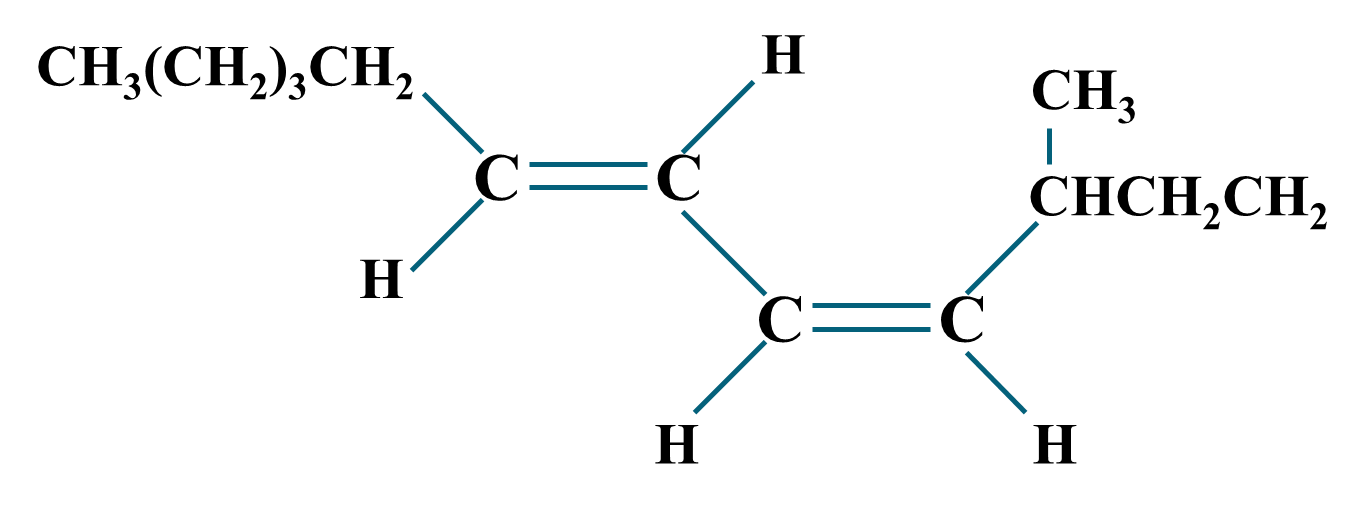 H
CH₃(CH₂)₃CH₂
CH₃
C C
CHCH₂CH₂
H
C C
H H